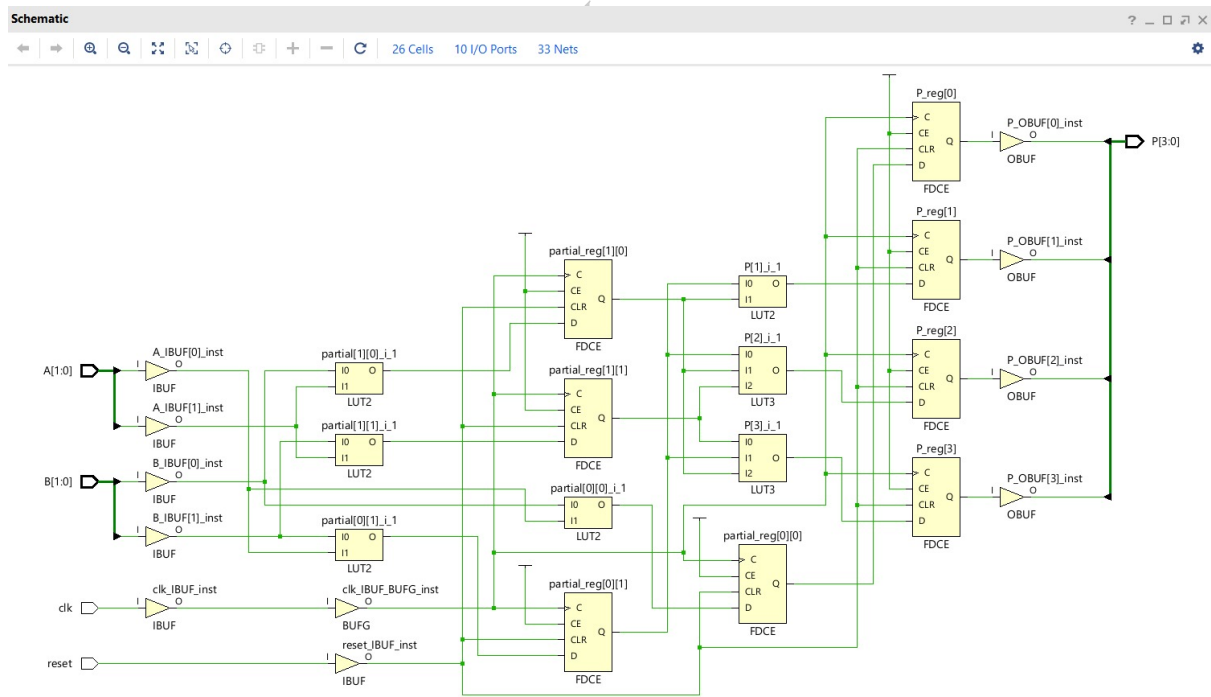 Schematic
26 Cells 10 I/O Ports 33 Nets
P_reg[0]
C
CE
CLR
D
Q
FDCE
P_OBUF[0]_inst
I O
OBUF
P[3:0]
P_reg[1]
C
CE
CLR
D
Q
FDCE
P_OBUF[1]_inst
I O
OBUF
partial_reg[1][0]
C
CE
CLR
D
Q
FDCE
P[1]_i_1
I0 O
I1
LUT2
P_reg[2]
C
CE
CLR
D
Q
FDCE
P_OBUF[2]_inst
I O
OBUF
A[1:0]
A_IBUF[0]_inst
I O
IBUF
A_IBUF[1]_inst
I O
IBUF
partial[1][0]_i_1
I0 O
I1
LUT2
partial_reg[1][1]
C
CE
CLR
D
Q
FDCE
P[2]_i_1
I0
I1 O
I2
LUT3
partial[1][1]_i_1
I0 O
I1
LUT2
P[3]_i_1
I0
I1 O
I2
LUT3
P_reg[3]
C
CE
CLR
D
Q
FDCE
P_OBUF[3]_inst
I O
OBUF
B[1:0]
B_IBUF[0]_inst
I O
IBUF
B_IBUF[1]_inst
I O
IBUF
partial[0][0]_i_1
I0 O
I1
LUT2
partial[0][1]_i_1
I0 O
I1
LUT2
partial_reg[0][0]
C
CE
CLR
D
Q
FDCE
clk
clk_IBUF_inst
I O
IBUF
clk_IBUF_BUFG_inst
I O
BUFG
partial_reg[0][1]
C
CE
CLR
D
Q
FDCE
reset
reset_IBUF_inst
I O
IBUF